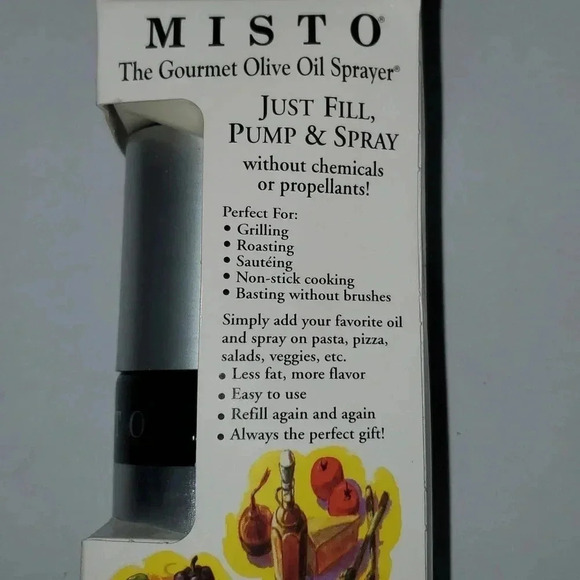 MISTO®
The Gourmet Olive Oil Sprayer®
JUST FILL,
PUMP & SPRAY
without chemicals
or propellants!
Perfect For:
• Grilling
• Roasting
• Sautéing
• Non-stick cooking
• Basting without brushes
Simply add your favorite oil
and spray on pasta, pizza,
salads, veggies, etc.
• Less fat, more flavor
• Easy to use
• Refill again and again
• Always the perfect gift!
TO